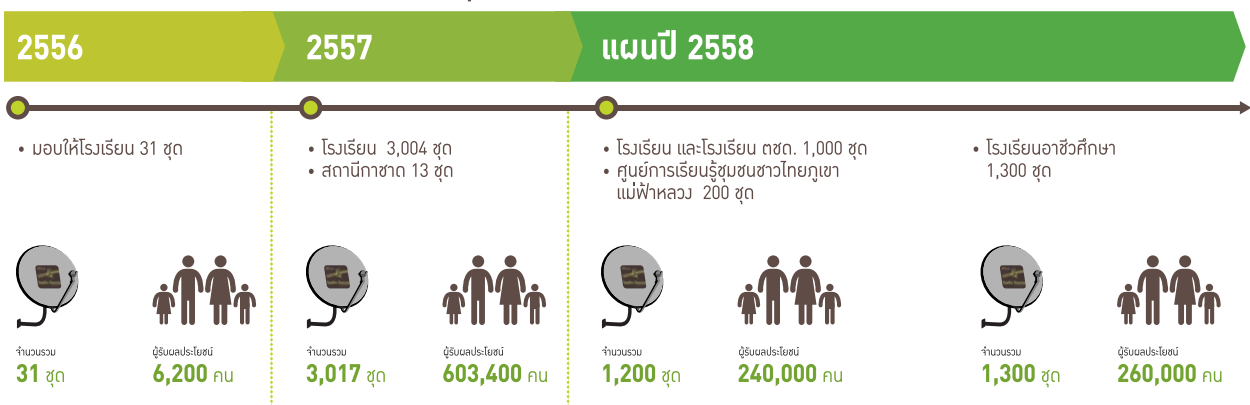 2556
2557
แผนปี 2558
• มอบให้โรงเรียน 31 ชุด
• โรงเรียน 3,004 ชุด
• สถานีกาชาด 13 ชุด
• โรงเรียน และโรงเรียน ตชด. 1,000 ชุด
• ศูนย์การเรียนรู้ชุมชนชาวไทยภูเขา
แม่ฟ้าหลวง 200 ชุด
• โรงเรียนอาชีวศึกษา
1,300 ชุด
จำนวนรวม
31 ชุด
ผู้รับผลประโยชน์
6,200 คน
จำนวนรวม
3,017 ชุด
ผู้รับผลประโยชน์
603,400 คน
จำนวนรวม
1,200 ชุด
ผู้รับผลประโยชน์
240,000 คน
จำนวนรวม
1,300 ชุด
ผู้รับผลประโยชน์
260,000 คน